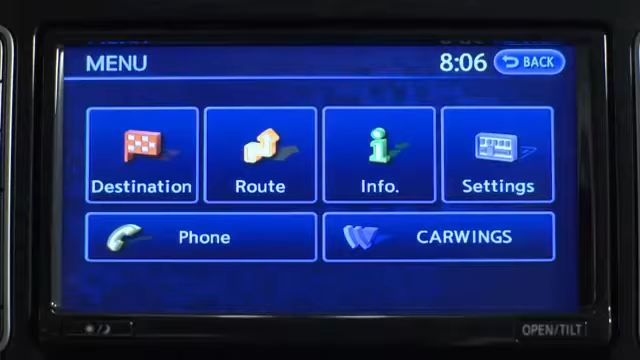 MENU
8:06
BACK
Destination
Route
Info.
Settings
Phone
CARWINGS
OPEN/TILT